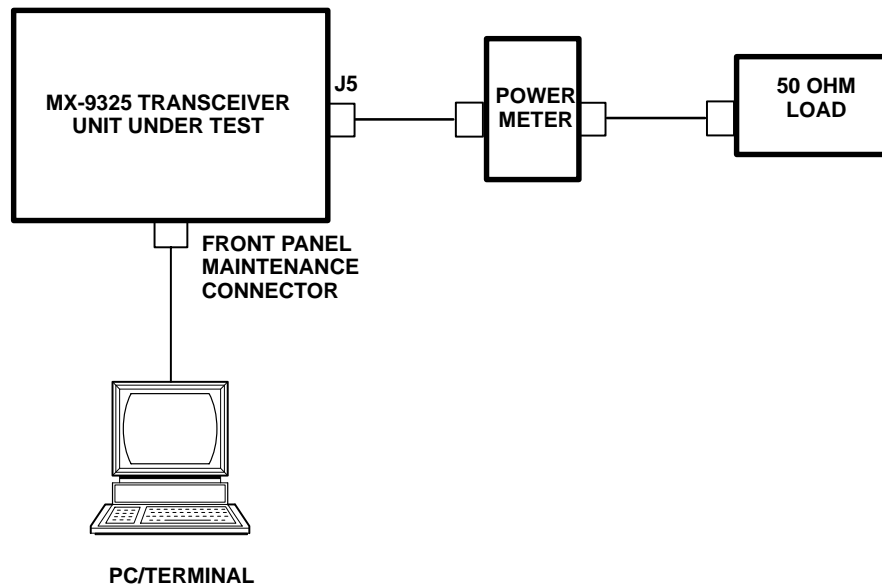 MX-9325 TRANSCEIVER
UNIT UNDER TEST
J5
POWER
METER
50 OHM
LOAD
FRONT PANEL
MAINTENANCE
CONNECTOR
PC/TERMINAL